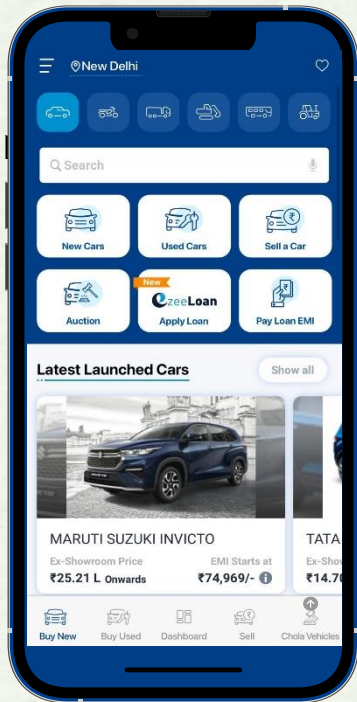 New Delhi
Search
New Cars
Used Cars
Sell a Car
New
CzeeLoan
Auction
Apply Loan
Pay Loan EMI
Latest Launched Cars
Show all
MARUTI SUZUKI INVICTO
TATA
Ex-Showroom Price
EMI Starts at
Ex-Show
₹25.21 L Onwards
₹74,969/-
₹14.70
Buy New
Buy Used
Dashboard
Sell
Chola Vehicles